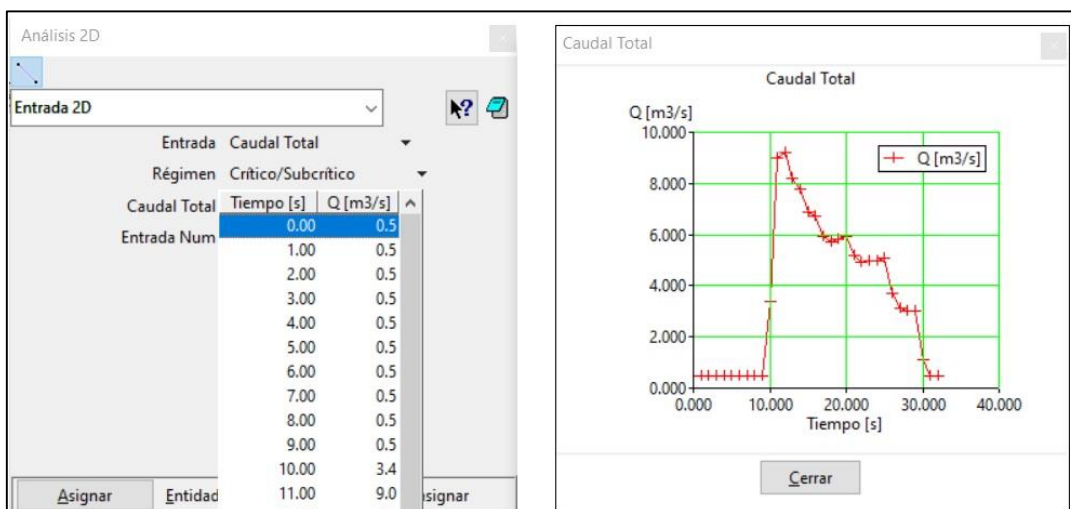 Análisis 2D
Entrada 2D
Entrada Caudal Total
Régimen Crítico/Subcrítico
Caudal Total Tiempo [s] Q [m3/s]
Entrada Num 0.00 0.5
1.00 0.5
2.00 0.5
3.00 0.5
4.00 0.5
5.00 0.5
6.00 0.5
7.00 0.5
8.00 0.5
9.00 0.5
10.00 3.4
11.00 9.0
Asignar Entidad signar
Caudal Total
Caudal Total
Q [m3/s]
10.000
Q [m3/s]
8.000
6.000
4.000
2.000
0.000
0.000 10.000 20.000 30.000 40.000
Tiempo [s]
Cerrar